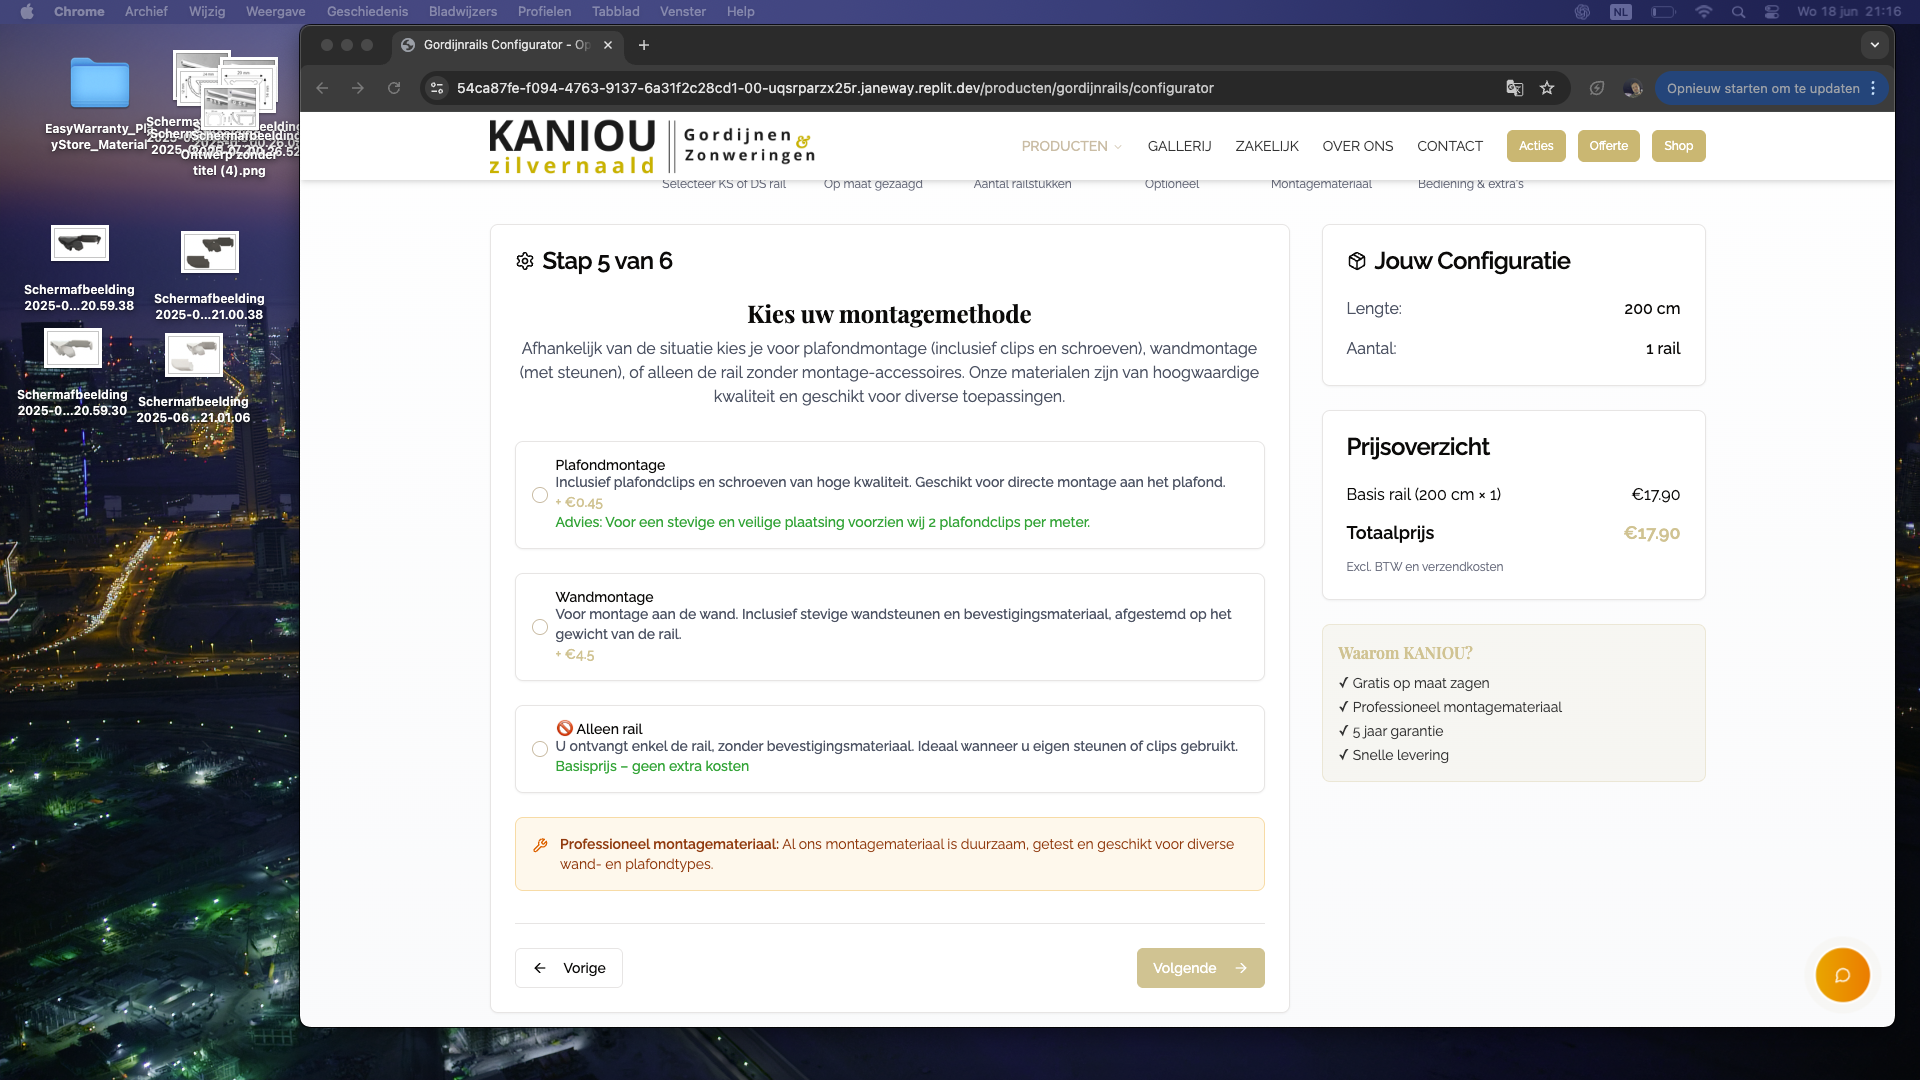 Chrome Archief Wijzig Weergave Geschiedenis Bladwijzers Profielen Tabblad Venster Help NL Wo 18 jun 21:16
Gordijnrails Configurator - Op
54ca87fe-f094-4763-9137-6a31f2c28cd1-00-uqsrparzx25r.janeway.replit.dev/producten/gordijnrails/configurator
Opnieuw starten om te updaten
EasyWarranty_Pl
yStore_Material
Ontwerp zonder
titel (4).png
Schermafbeelding
2025-0...20.59.38
Schermafbeelding
2025-0...21.00.38
Schermafbeelding
2025-0...20.59.30
Schermafbeelding
2025-06...21.01.06
KANIOU
zilvernaald
Gordijnen &
Zonweringen
PRODUCTEN GALLERIJ ZAKELIJK OVER ONS CONTACT Acties Offerte Shop
Selecteer KS of DS rail Op maat gezaagd Aantal railstukken Optioneel Montagemateriaal Bediening & extra's
Stap 5 van 6
Kies uw montagemethode
Afhankelijk van de situatie kies je voor plafondmontage (inclusief clips en schroeven), wandmontage
(met steunen), of alleen de rail zonder montage-accessoires. Onze materialen zijn van hoogwaardige
kwaliteit en geschikt voor diverse toepassingen.
Plafondmontage
Inclusief plafondclips en schroeven van hoge kwaliteit. Geschikt voor directe montage aan het plafond.
+ €0.45
Advies: Voor een stevige en veilige plaatsing voorzien wij 2 plafondclips per meter.
Wandmontage
Voor montage aan de wand. Inclusief stevige wandsteunen en bevestigingsmateriaal, afgestemd op het
gewicht van de rail.
+ €4.5
🚫 Alleen rail
U ontvangt enkel de rail, zonder bevestigingsmateriaal. Ideaal wanneer u eigen steunen of clips gebruikt.
Basisprijs – geen extra kosten
Professioneel montagemateriaal: Al ons montagemateriaal is duurzaam, getest en geschikt voor diverse
wand- en plafondtypes.
Vorige
Volgende
Jouw Configuratie
Lengte: 200 cm
Aantal: 1 rail
Prijsoverzicht
Basis rail (200 cm × 1) €17.90
Totaalprijs €17.90
Excl. BTW en verzendkosten
Waarom KANIOU?
✓ Gratis op maat zagen
✓ Professioneel montagemateriaal
✓ 5 jaar garantie
✓ Snelle levering